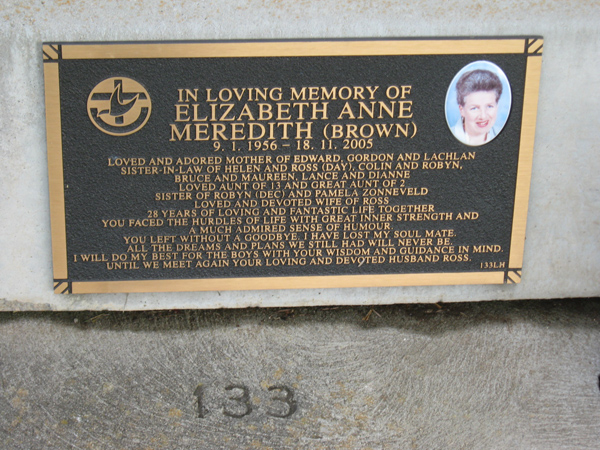 IN LOVING MEMORY OF
ELIZABETH ANNE
MEREDITH (BROWN)
9. 1. 1956 – 18. 11. 2005
LOVED AND ADORED MOTHER OF EDWARD, GORDON AND LACHLAN
SISTER-IN-LAW OF HELEN AND ROSS (DAY), COLIN AND ROBYN,
BRUCE AND MAUREEN, LANCE AND DIANNE
LOVED AUNT OF 13 AND GREAT AUNT OF 2
SISTER OF ROBYN (DEC) AND PAMELA ZONNEVELD
LOVED AND DEVOTED WIFE OF ROSS
28 YEARS OF LOVING AND FANTASTIC LIFE TOGETHER
YOU FACED THE HURDLES OF LIFE WITH GREAT INNER STRENGTH AND
A MUCH ADMIRED SENSE OF HUMOUR
YOU LEFT WITHOUT A GOODBYE. I HAVE LOST MY SOUL MATE.
ALL THE DREAMS AND PLANS WE STILL HAD WILL NEVER BE.
I WILL DO MY BEST FOR THE BOYS WITH YOUR WISDOM AND GUIDANCE IN MIND.
UNTIL WE MEET AGAIN YOUR LOVING AND DEVOTED HUSBAND ROSS.
133LH
133